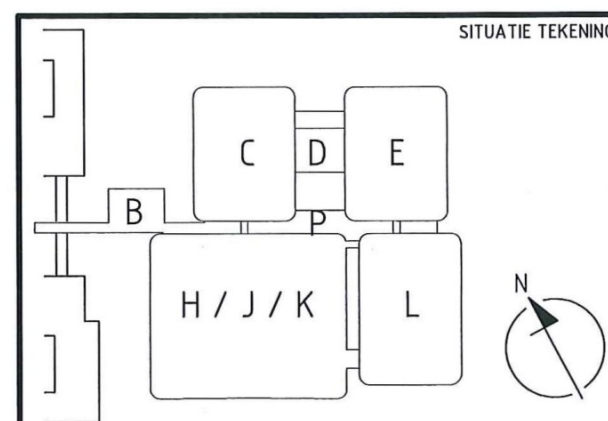 SITUATIE TEKENING
C D E
B
P
H / J / K L
N